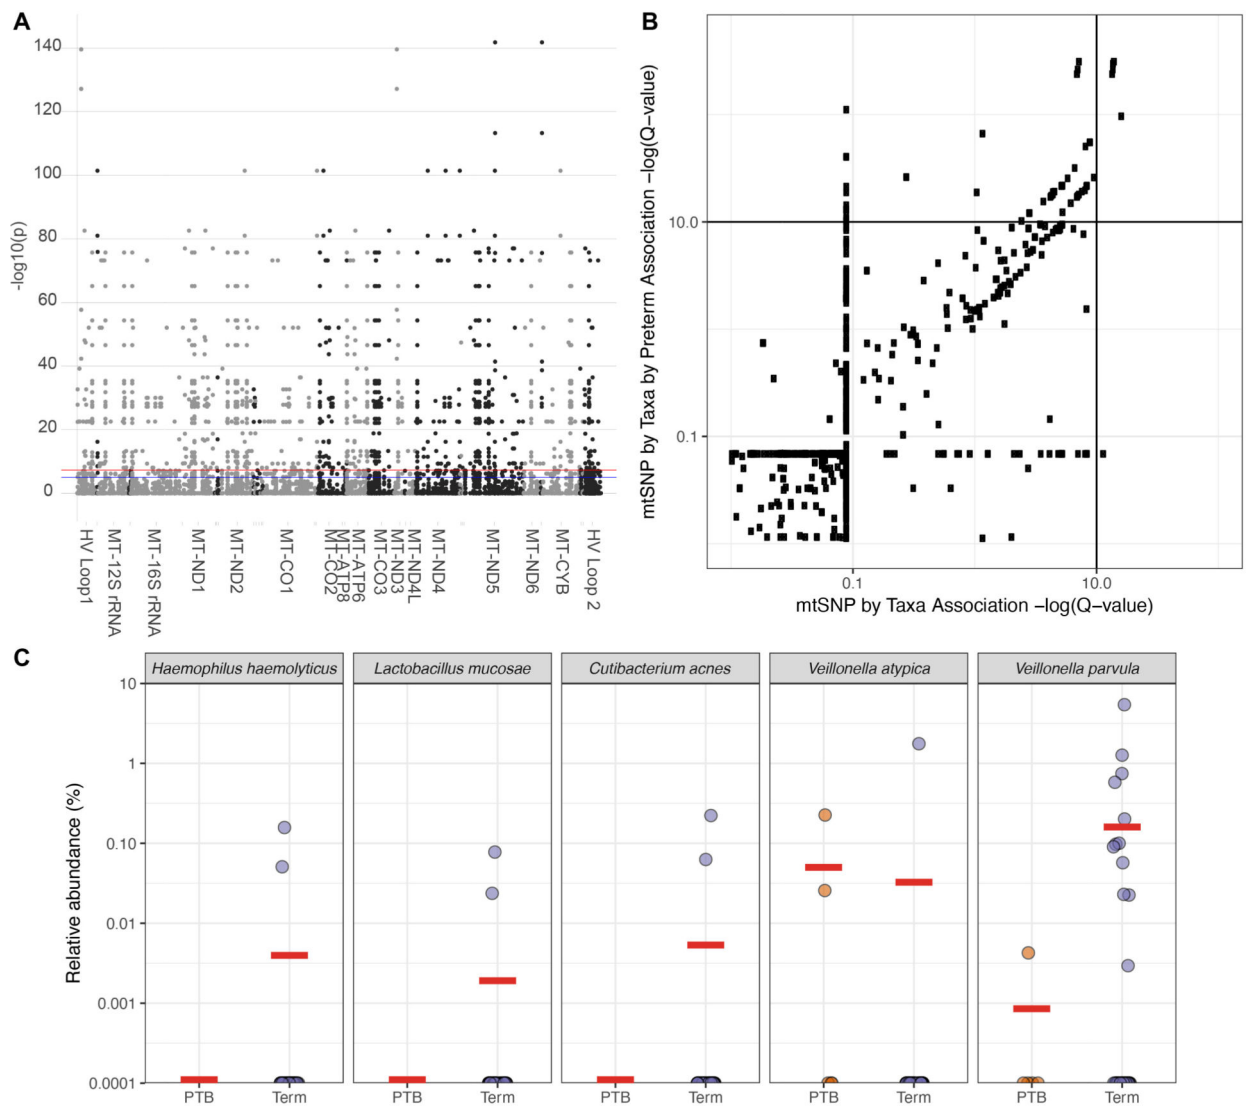 A
-log10(p)
140
120
100
80
60
40
20
0
HV Loop1
MT-12S rRNA
MT-16S rRNA
MT-ND1
MT-ND2
MT-CO1
MT-CO2
MT-ATP8
MT-ATP6
MT-CO3
MT-ND3
MT-ND4L
MT-ND4
MT-ND5
MT-ND6
MT-CYB
HV Loop 2
B
mtSNP by Taxa by Preterm Association −log(Q−value)
10.0
0.1
0.1 10.0
mtSNP by Taxa Association −log(Q−value)
C
Haemophilus haemolyticus Lactobacillus mucosae Cutibacterium acnes Veillonella atypica Veillonella parvula
Relative abundance (%)
10
1
0.10
0.01
0.001
0.0001
PTB Term PTB Term PTB Term PTB Term PTB Term